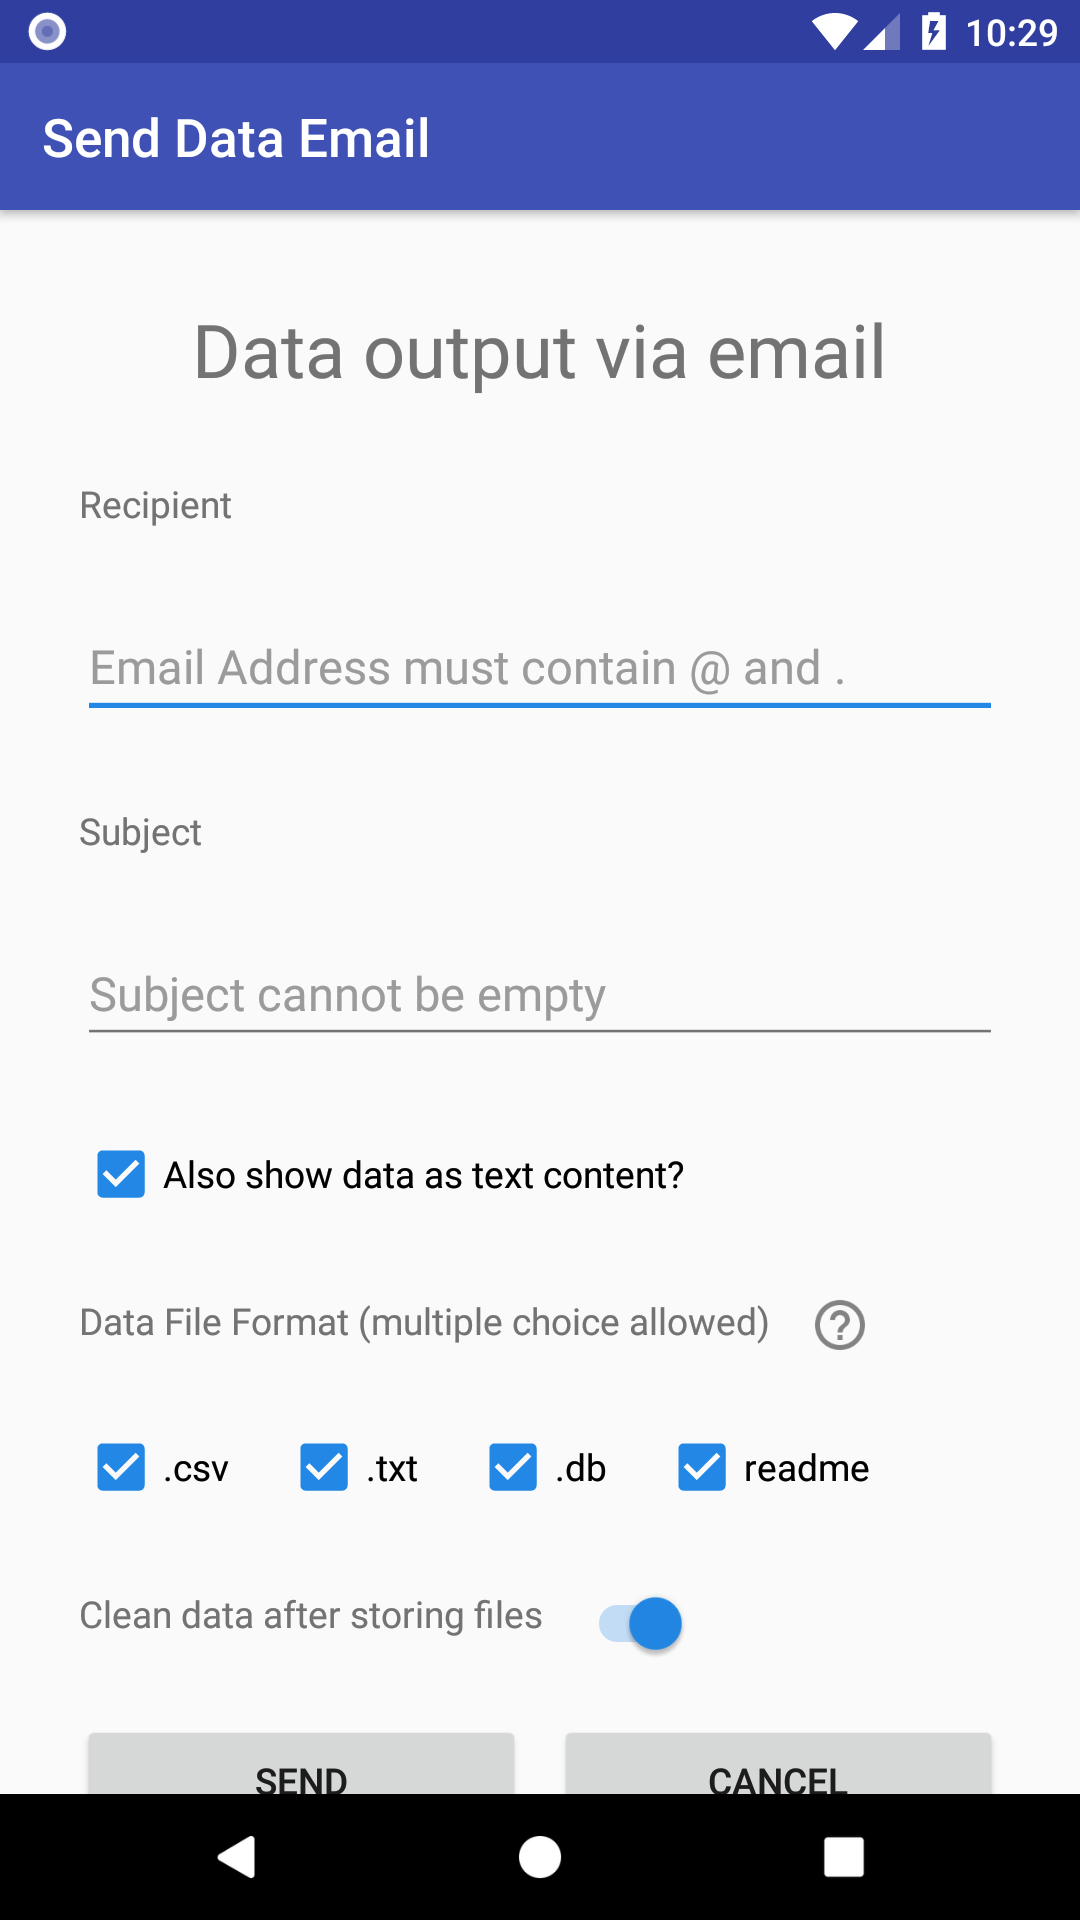 10:29
Send Data Email
Data output via email
Recipient
Email Address must contain @ and .
Subject
Subject cannot be empty
Also show data as text content?
Data File Format (multiple choice allowed)
.csv .txt .db readme
Clean data after storing files
SEND CANCEL